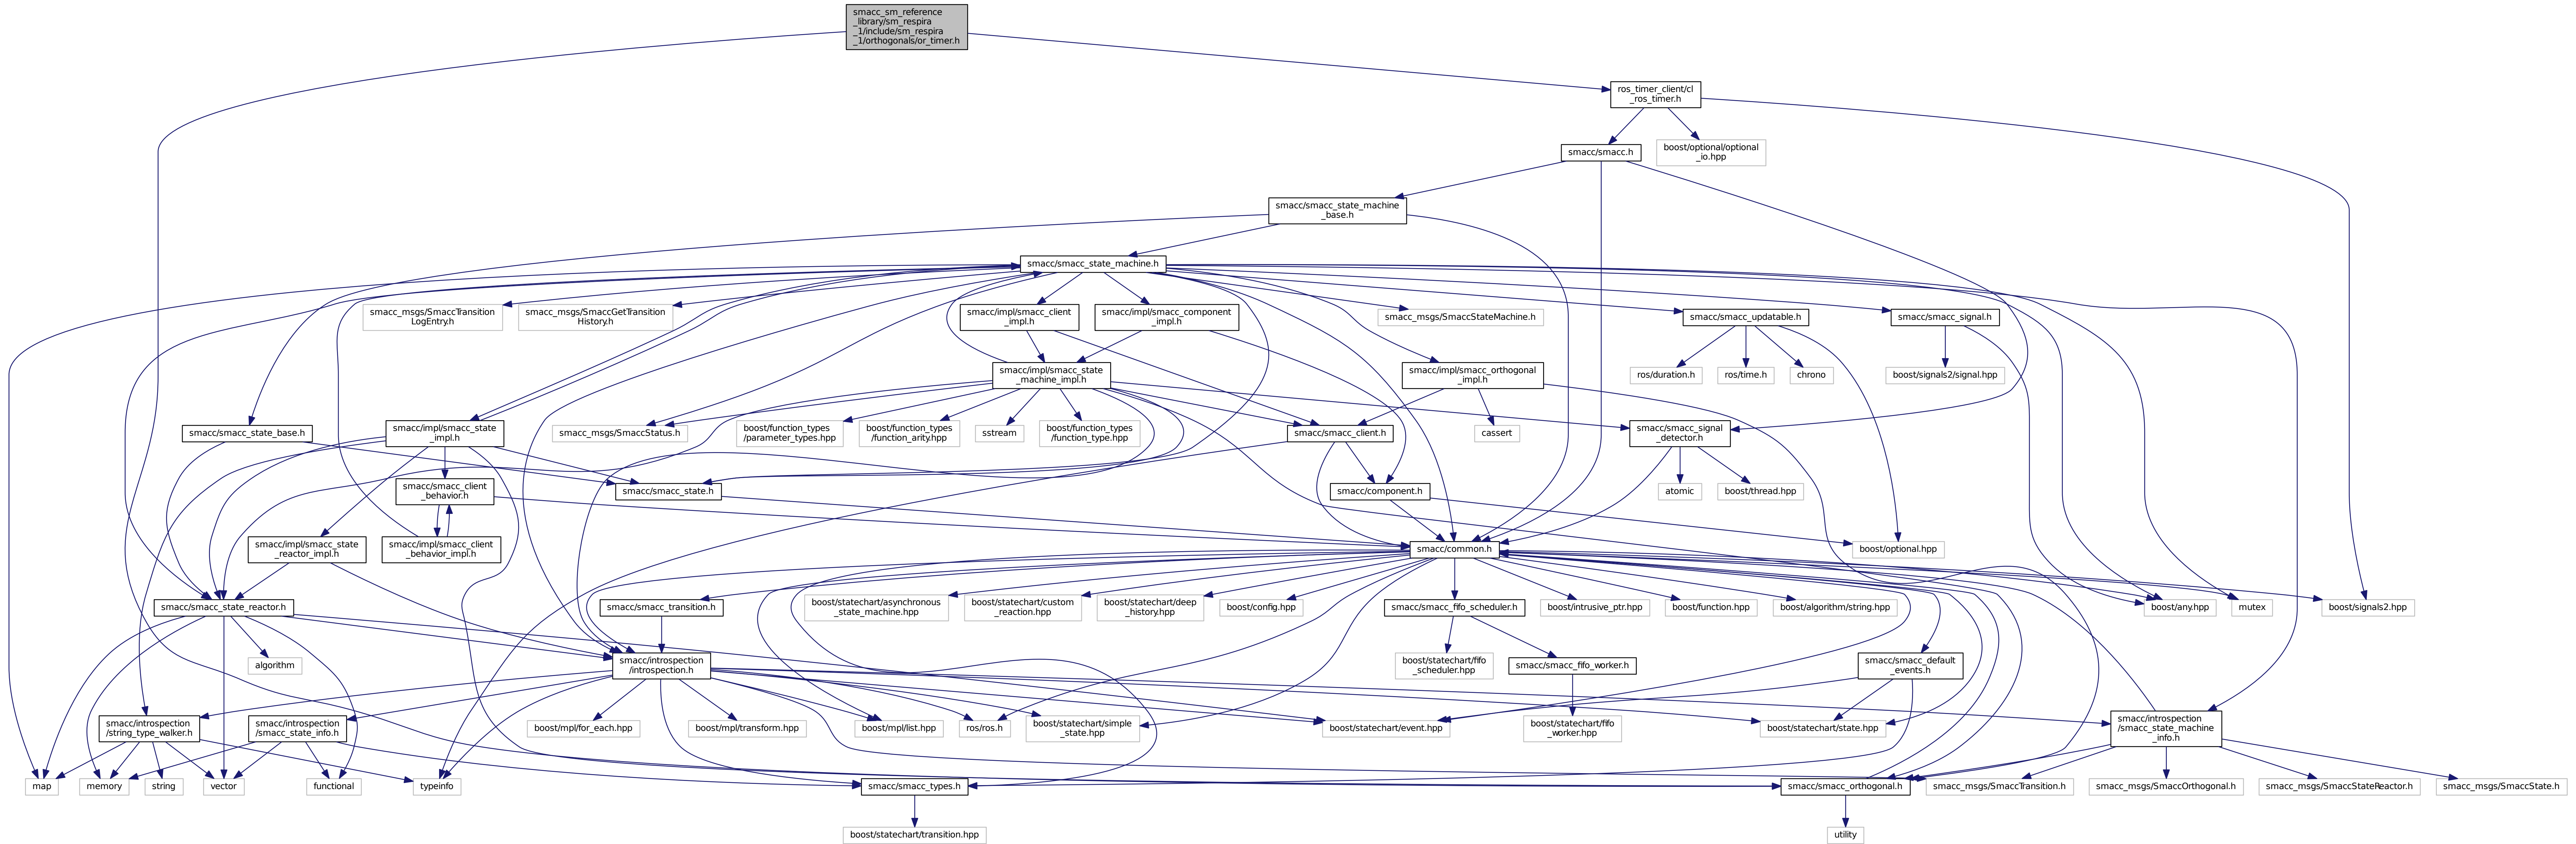 smacc_sm_reference
_library/sm_respira
_1/include/sm_respira
_1/orthogonals/or_timer.h
ros_timer_client/cl
_ros_timer.h
smacc/smacc.h
boost/optional/optional
_io.hpp
smacc/smacc_state_machine
_base.h
smacc/smacc_state_machine.h
smacc_msgs/SmaccTransition
LogEntry.h
smacc_msgs/SmaccGetTransition
History.h
smacc/impl/smacc_client
_impl.h
smacc/impl/smacc_component
_impl.h
smacc_msgs/SmaccStateMachine.h
smacc/smacc_updatable.h
smacc/smacc_signal.h
smacc/impl/smacc_state
_machine_impl.h
smacc/impl/smacc_orthogonal
_impl.h
ros/duration.h
ros/time.h
chrono
boost/signals2/signal.hpp
smacc/smacc_state_base.h
smacc/impl/smacc_state
_impl.h
smacc_msgs/SmaccStatus.h
boost/function_types
/parameter_types.hpp
boost/function_types
/function_arity.hpp
sstream
boost/function_types
/function_type.hpp
smacc/smacc_client.h
cassert
smacc/smacc_signal
_detector.h
smacc/smacc_client
_behavior.h
smacc/smacc_state.h
smacc/component.h
atomic
boost/thread.hpp
smacc/impl/smacc_state
_reactor_impl.h
smacc/impl/smacc_client
_behavior_impl.h
smacc/common.h
boost/optional.hpp
smacc/smacc_state_reactor.h
smacc/smacc_transition.h
boost/statechart/asynchronous
_state_machine.hpp
boost/statechart/custom
_reaction.hpp
boost/statechart/deep
_history.hpp
boost/config.hpp
smacc/smacc_fifo_scheduler.h
boost/intrusive_ptr.hpp
boost/function.hpp
boost/algorithm/string.hpp
boost/any.hpp
mutex
boost/signals2.hpp
algorithm
smacc/introspection
/introspection.h
boost/statechart/fifo
_scheduler.hpp
smacc/smacc_fifo_worker.h
smacc/smacc_default
_events.h
smacc/introspection
/string_type_walker.h
smacc/introspection
/smacc_state_info.h
boost/mpl/for_each.hpp
boost/mpl/transform.hpp
boost/mpl/list.hpp
ros/ros.h
boost/statechart/simple
_state.hpp
boost/statechart/event.hpp
boost/statechart/fifo
_worker.hpp
boost/statechart/state.hpp
smacc/introspection
/smacc_state_machine
_info.h
map
memory
string
vector
functional
typeinfo
smacc/smacc_types.h
smacc/smacc_orthogonal.h
smacc_msgs/SmaccTransition.h
smacc_msgs/SmaccOrthogonal.h
smacc_msgs/SmaccStateReactor.h
smacc_msgs/SmaccState.h
boost/statechart/transition.hpp
utility